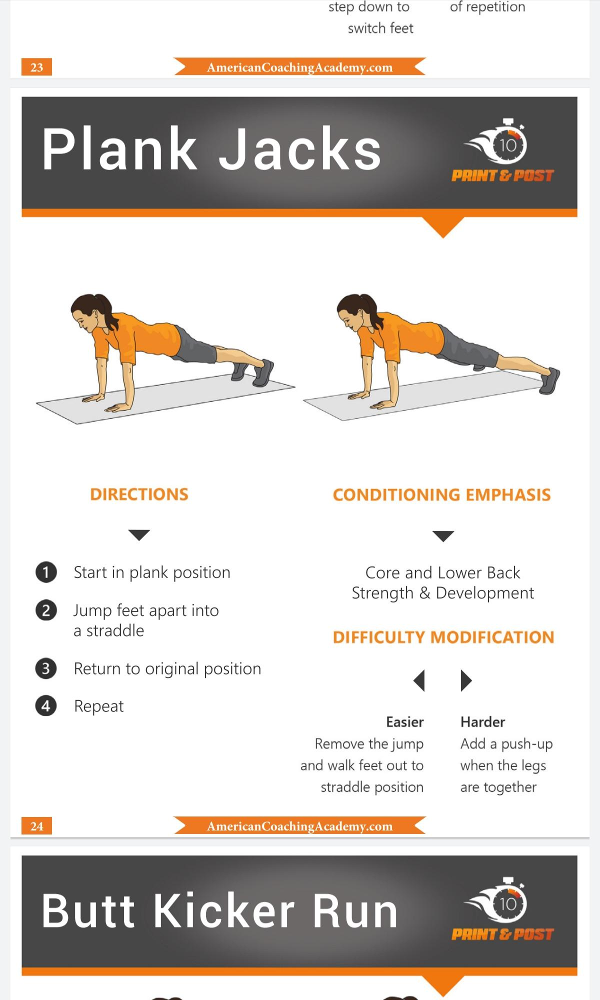 step down to
switch feet
of repetition
23
AmericanCoachingAcademy.com
Plank Jacks
10
PRINT & POST
DIRECTIONS
1 Start in plank position
2 Jump feet apart into
a straddle
3 Return to original position
4 Repeat
CONDITIONING EMPHASIS
Core and Lower Back
Strength & Development
DIFFICULTY MODIFICATION
Easier
Remove the jump
and walk feet out to
straddle position
Harder
Add a push-up
when the legs
are together
24
AmericanCoachingAcademy.com
Butt Kicker Run
10
PRINT & POST